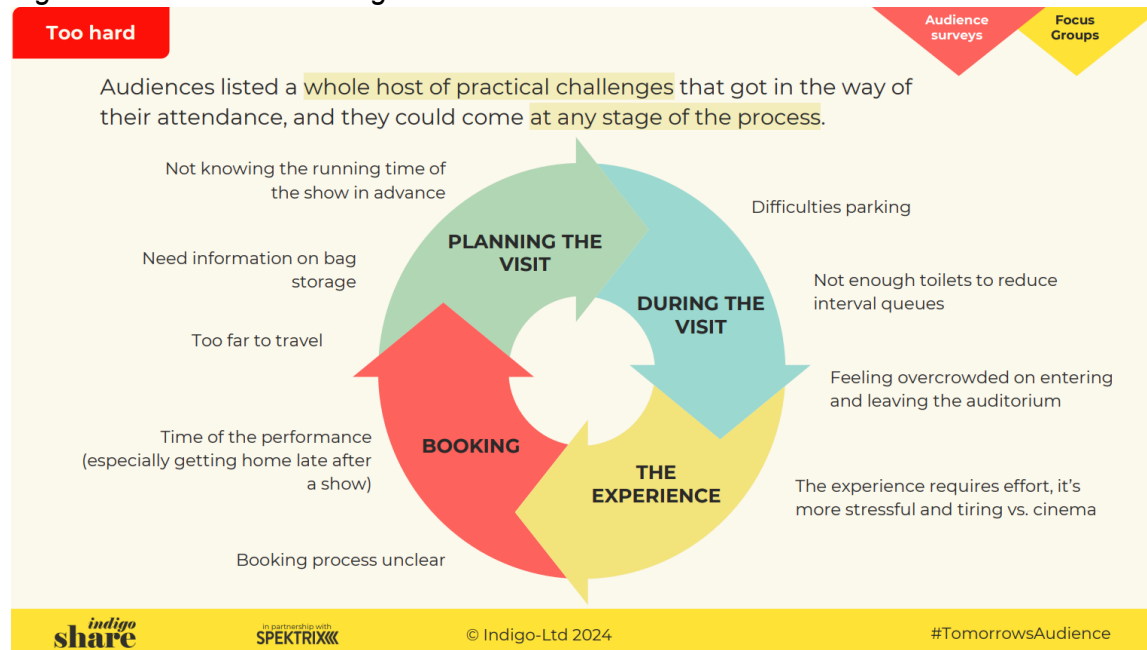 Too hard
Audience
surveys
Focus
Groups
Audiences listed a whole host of practical challenges that got in the way of
their attendance, and they could come at any stage of the process.
Not knowing the running time of
the show in advance
Need information on bag
storage
Too far to travel
Time of the performance
(especially getting home late after
a show)
Booking process unclear
PLANNING THE
VISIT
DURING THE
VISIT
THE
EXPERIENCE
BOOKING
Difficulties parking
Not enough toilets to reduce
interval queues
Feeling overcrowded on entering
and leaving the auditorium
The experience requires effort, it's
more stressful and tiring vs. cinema
indigo
share
in partnership with
SPEKTRIX
© Indigo-Ltd 2024
#TomorrowsAudience